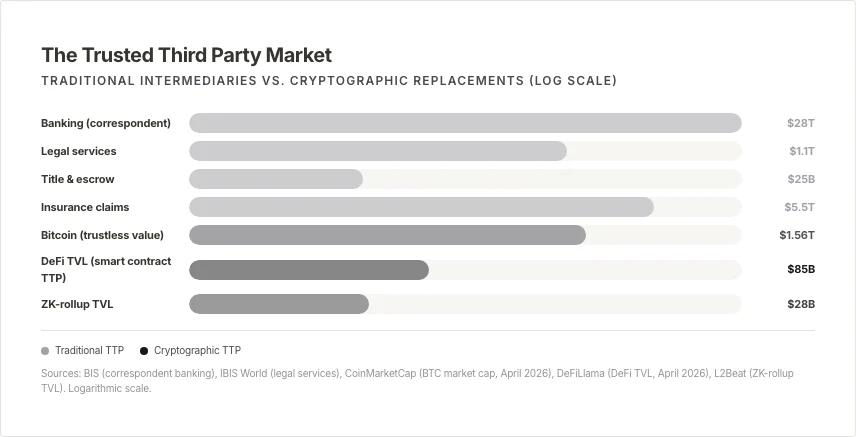 The Trusted Third Party Market
TRADITIONAL INTERMEDIARIES VS. CRYPTOGRAPHIC REPLACEMENTS (LOG SCALE)
Banking (correspondent) $28T
Legal services $1.1T
Title & escrow $25B
Insurance claims $5.5T
Bitcoin (trustless value) $1.56T
DeFi TVL (smart contract
TTP) $85B
ZK-rollup TVL $28B
Traditional TTP Cryptographic TTP
Sources: BIS (correspondent banking), IBIS World (legal services), CoinMarketCap (BTC market cap, April 2026), DeFiLlama (DeFi TVL, April 2026), L2Beat (ZK-rollup
TVL). Logarithmic scale.